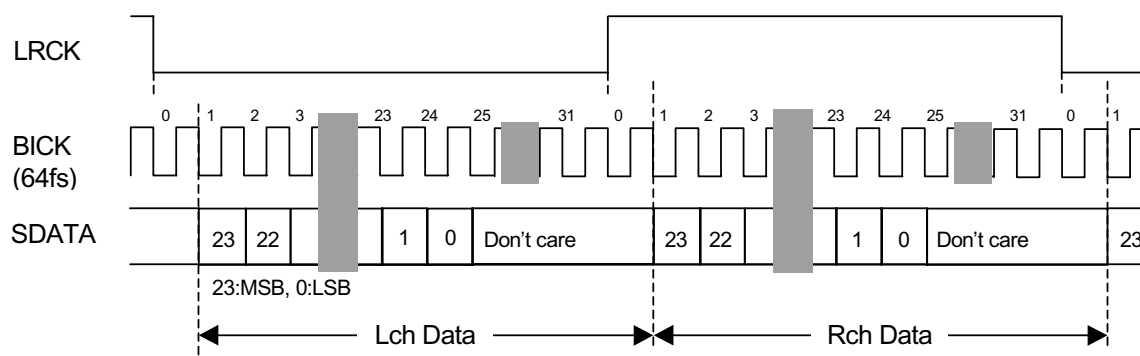 LRCK
0 1 2 3 23 24 25 31 0 1 2 3 23 24 25 31 0 1
BICK
(64fs)
SDATA 23 22 1 0 Don't care 23 22 1 0 Don't care 23
23:MSB, 0:LSB
Lch Data Rch Data